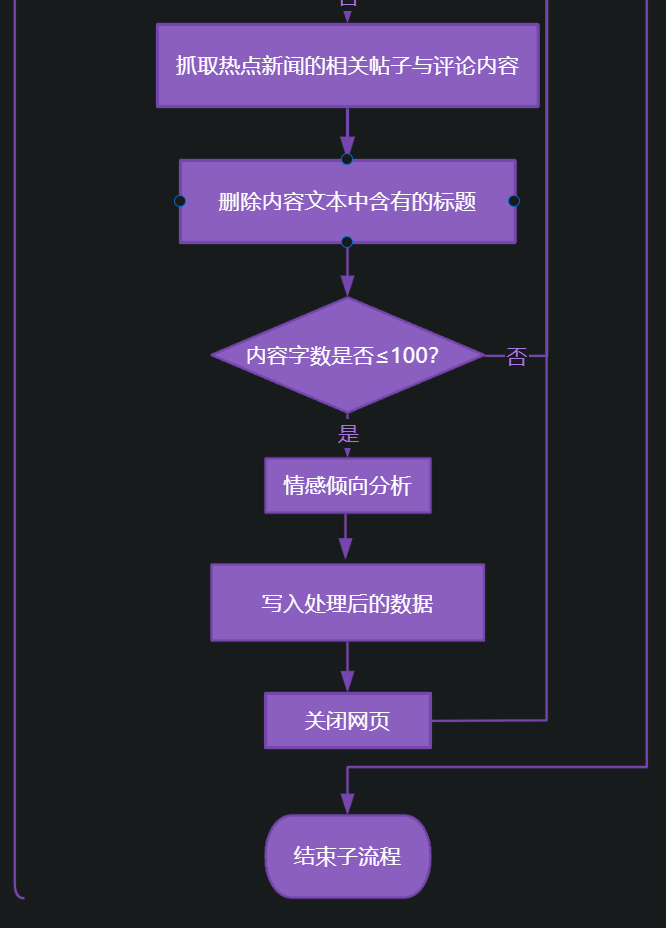 抓取热点新闻的相关帖子与评论内容
删除内容文本中含有的标题
内容字数是否≤100?
否
是
情感倾向分析
写入处理后的数据
关闭网页
结束子流程